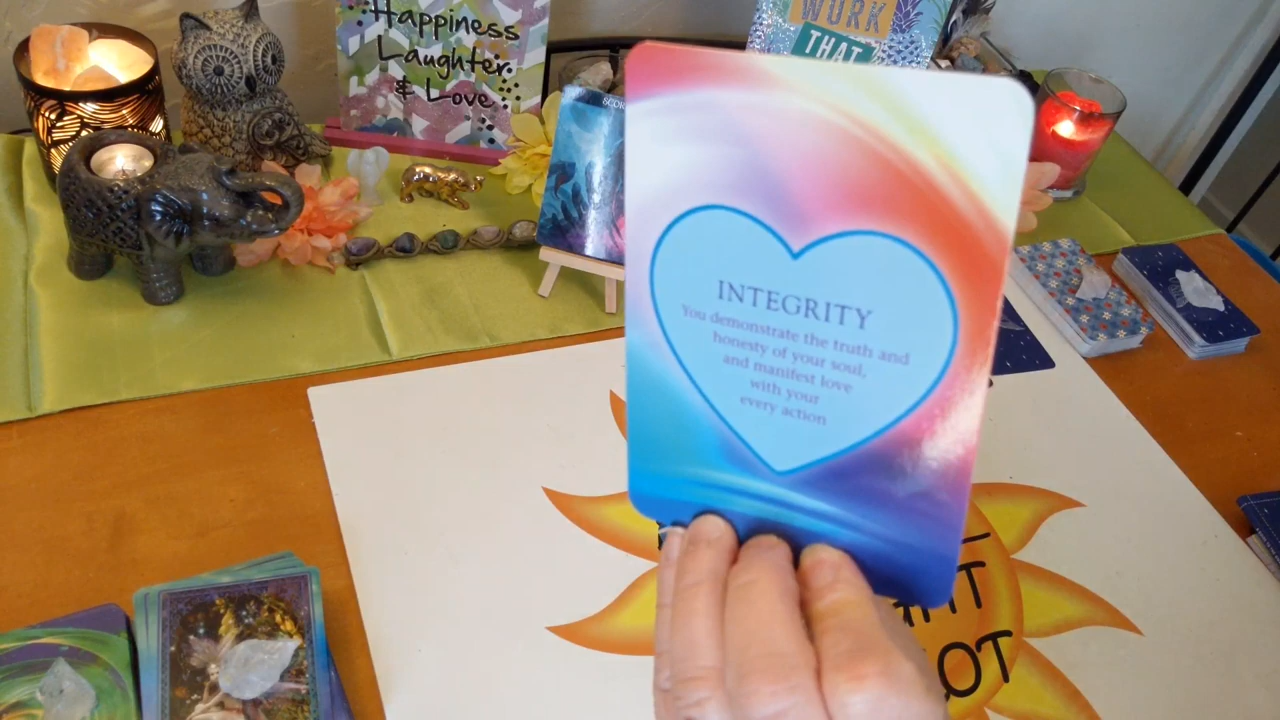 Happiness
Laughter
& Love
WORK
THAT
SCOR
INTEGRITY
You demonstrate the truth and
honesty of your soul,
and manifest love
with your
every action